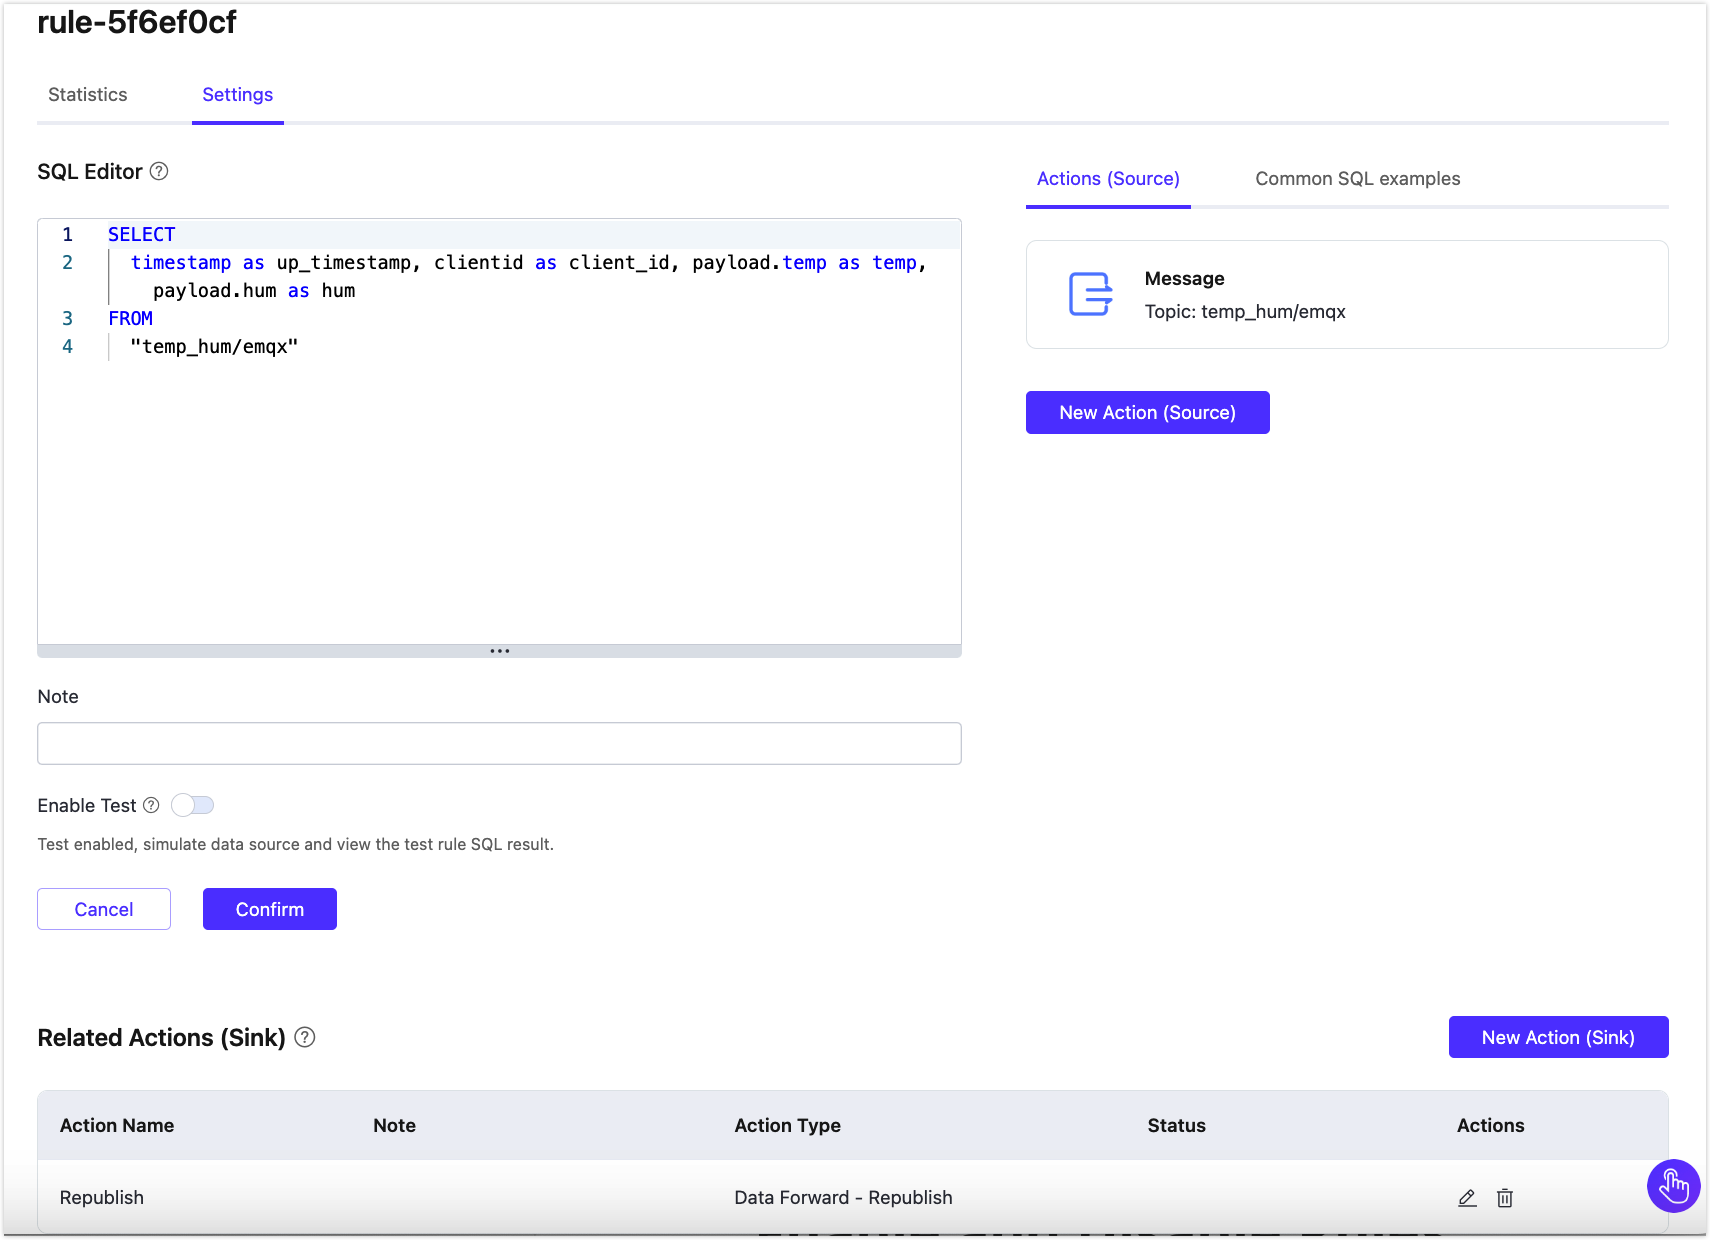 rule-5f6ef0cf
Statistics
Settings
SQL Editor ?
1 SELECT
2 timestamp as up_timestamp, clientid as client_id, payload.temp as temp,
payload.hum as hum
3 FROM
4 "temp_hum/emqx"
Note
Enable Test ?
Test enabled, simulate data source and view the test rule SQL result.
Cancel
Confirm
Actions (Source)
Common SQL examples
Message
Topic: temp_hum/emqx
New Action (Source)
Related Actions (Sink) ?
New Action (Sink)
Action Name Note Action Type Status Actions
Republish Data Forward - Republish